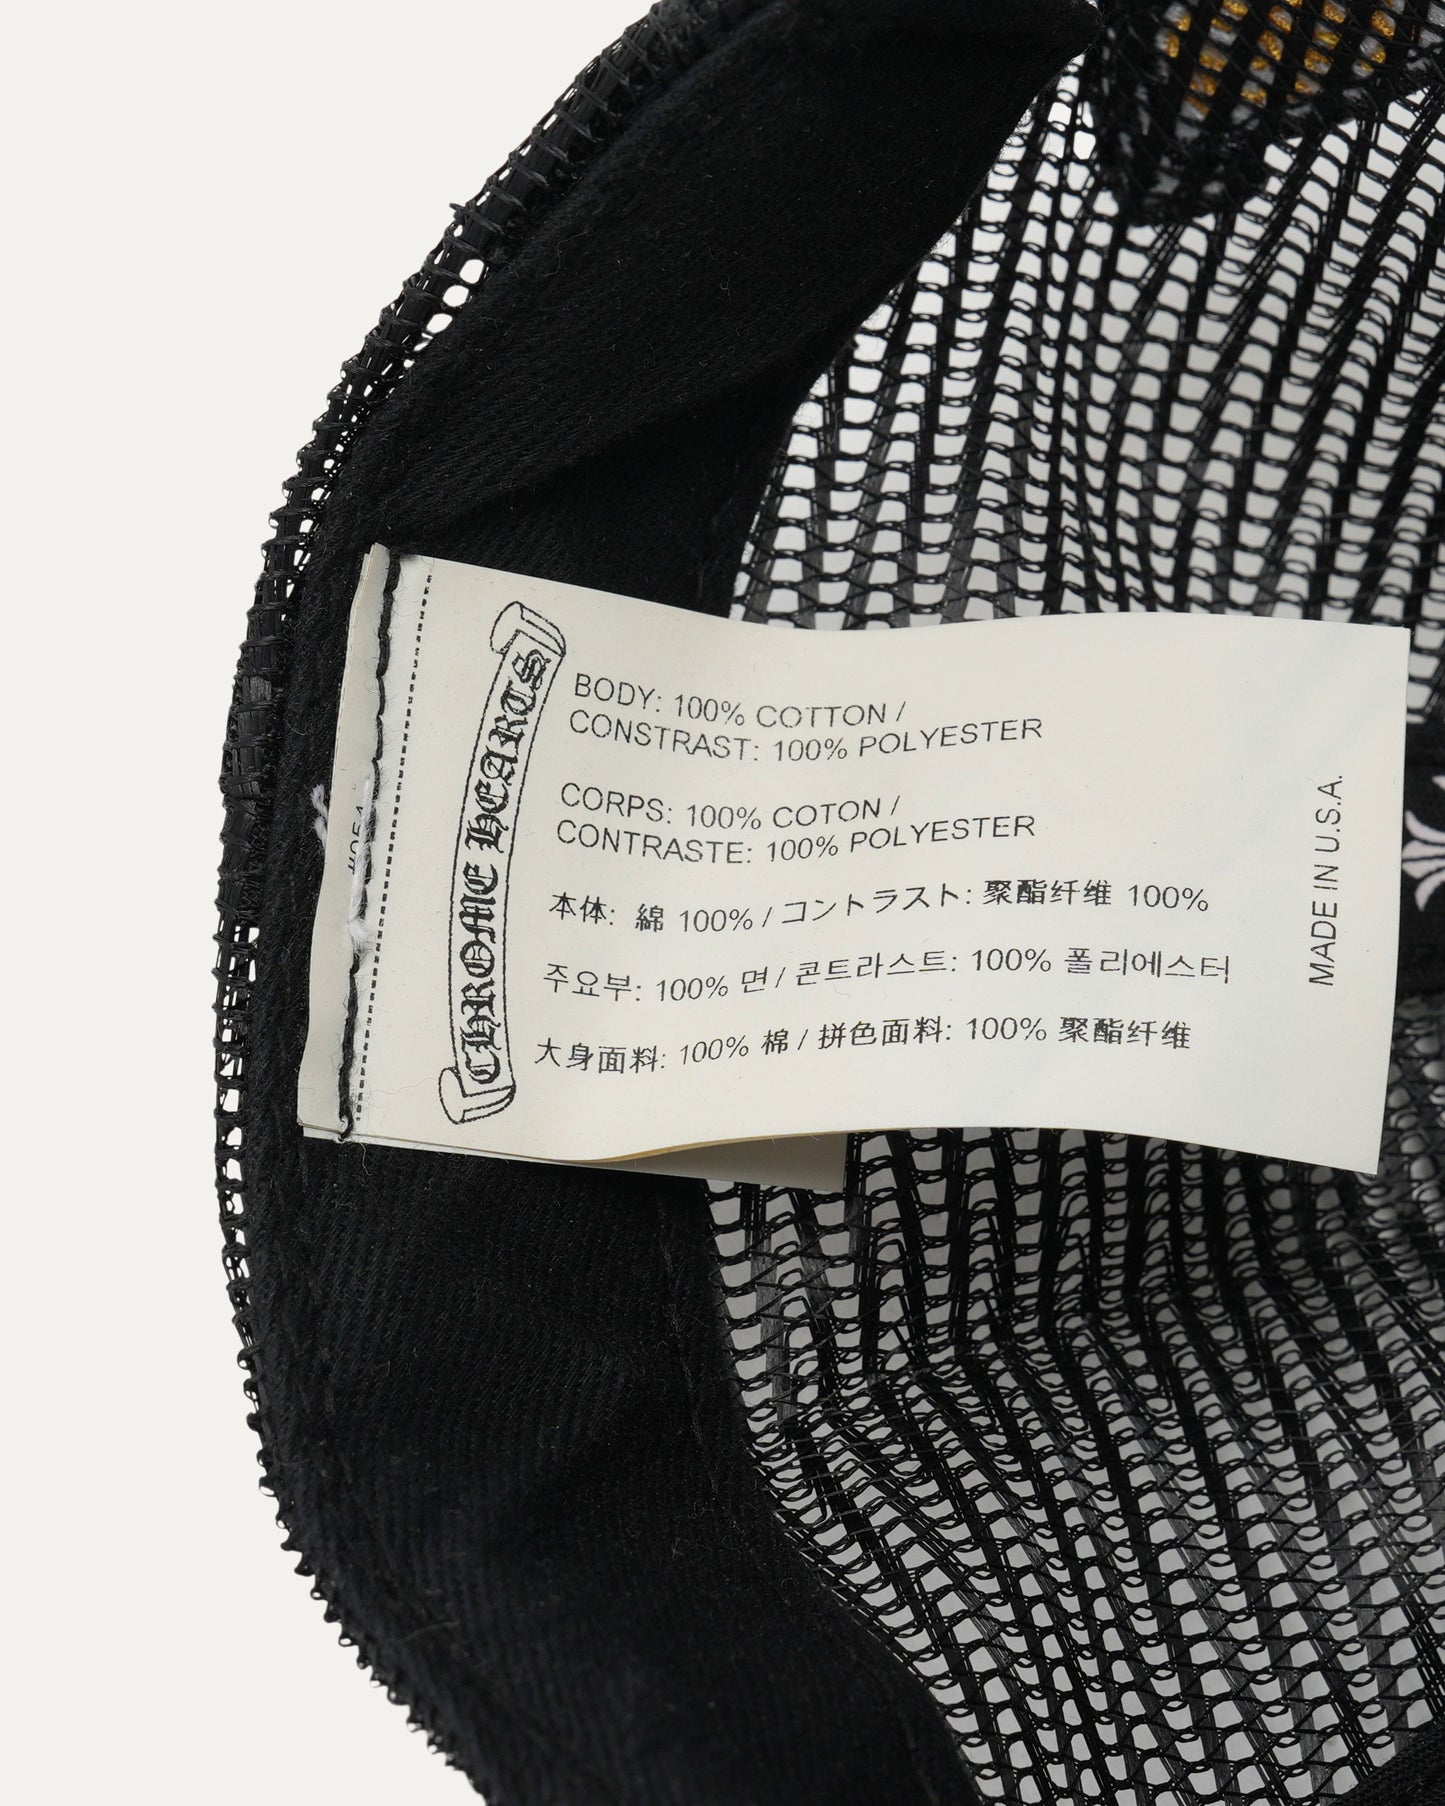 CHROME HEARTS
BODY: 100% COTTON /
CONSTRAST: 100% POLYESTER
CORPS: 100% COTON /
CONTRASTE: 100% POLYESTER
本体: 綿 100% / コントラスト: 聚酯纤维 100%
주요부: 100% 면 / 콘트라스트: 100% 폴리에스터
大身面料: 100% 棉 / 拼色面料: 100% 聚酯纤维
MADE IN U.S.A.